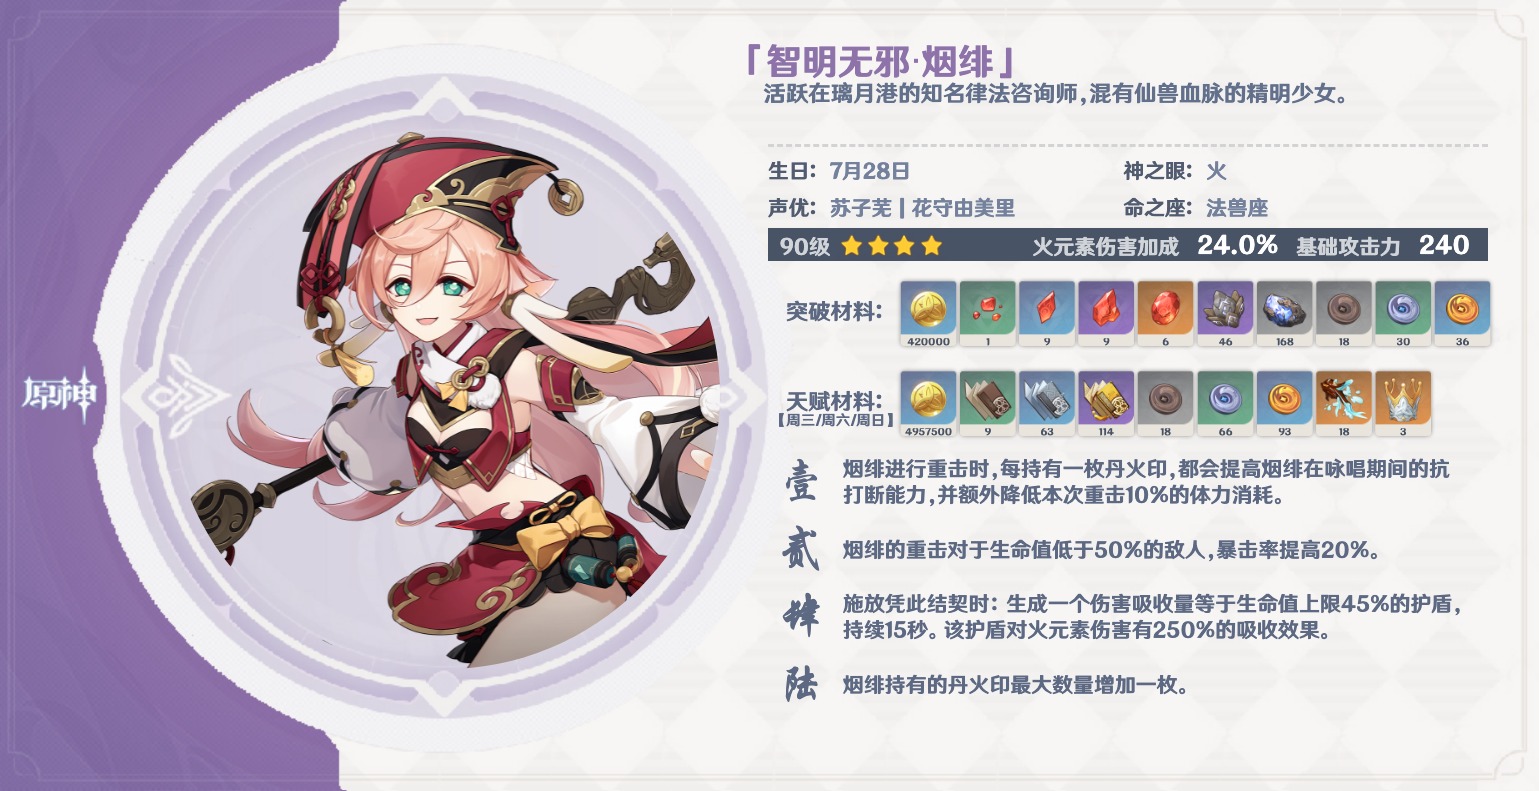 「智明无邪·烟绯」
活跃在璃月港的知名律法咨询师,混有仙兽血脉的精明少女。
生日: 7月28日 神之眼: 火
声优: 苏子芜 | 花守由美里 命之座: 法兽座
90级 火元素伤害加成 24.0% 基础攻击力 240
突破材料:
420000 1 9 9 6 46 168 18 30 36
天赋材料:
【周三/周六/周日】
4957500 9 63 114 18 66 93 18 3
原神
壹 烟绯进行重击时,每持有一枚丹火印,都会提高烟绯在咏唱期间的抗
打断能力,并额外降低本次重击10%的体力消耗。
贰 烟绯的重击对于生命值低于50%的敌人,暴击率提高20%。
肆 施放凭此结契时: 生成一个伤害吸收量等于生命值上限45%的护盾,
持续15秒。该护盾对火元素伤害有250%的吸收效果。
陆 烟绯持有的丹火印最大数量增加一枚。